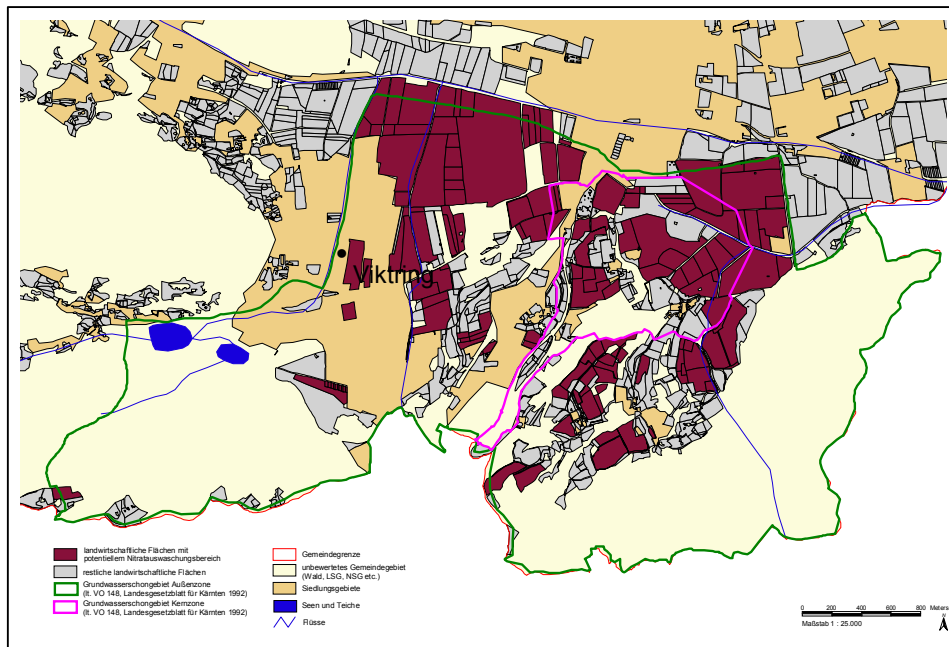 Viktring
landwirtschaftliche Flächen mit
potentiellem Nitratauswaschungsbereich
restliche landwirtschaftliche Flächen
Grundwasserschongebiet Außenzone
(lt. VO 148, Landesgesetzblatt für Kärnten 1992)
Grundwasserschongebiet Kernzone
(lt. VO 148, Landesgesetzblatt für Kärnten 1992)
Gemeindegrenze
unbewertetes Gemeindegebiet
(Wald, LSG, NSG etc.)
Siedlungsgebiete
Seen und Teiche
Flüsse
0 200 400 600 800 Meters
Maßstab 1 : 25.000
N